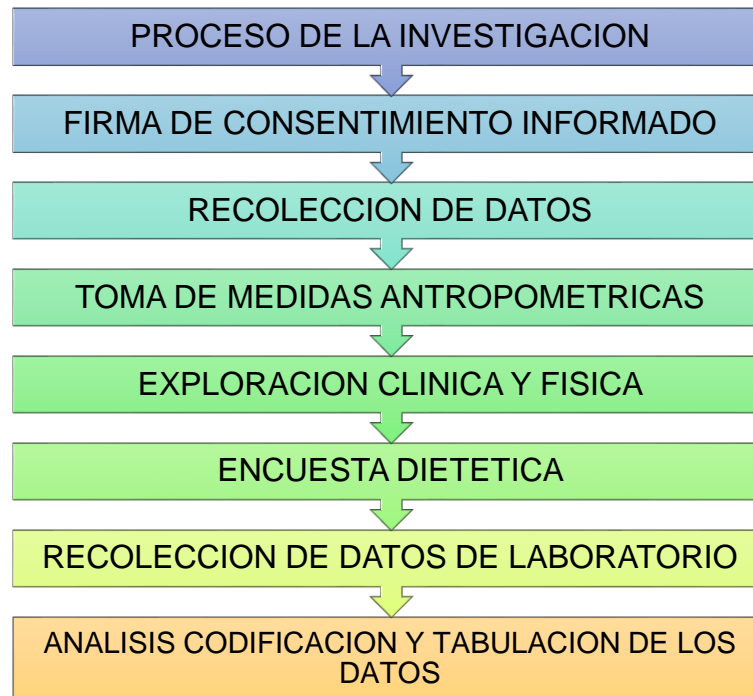 PROCESO DE LA INVESTIGACION
FIRMA DE CONSENTIMIENTO INFORMADO
RECOLECCION DE DATOS
TOMA DE MEDIDAS ANTROPOMETRICAS
EXPLORACION CLINICA Y FISICA
ENCUESTA DIETETICA
RECOLECCION DE DATOS DE LABORATORIO
ANALISIS CODIFICACION Y TABULACION DE LOS
DATOS